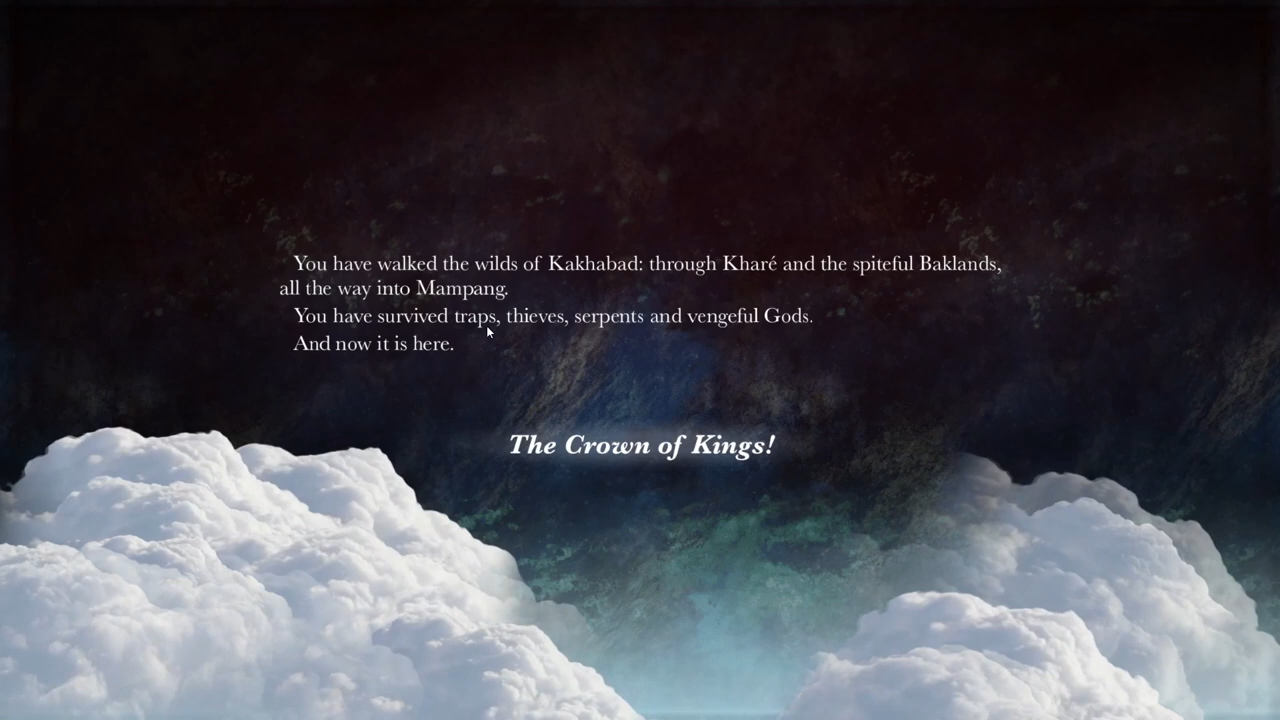 You have walked the wilds of Kakhabad: through Kharé and the spiteful Baklands,
all the way into Mampang.
You have survived traps, thieves, serpents and vengeful Gods.
And now it is here.
The Crown of Kings!